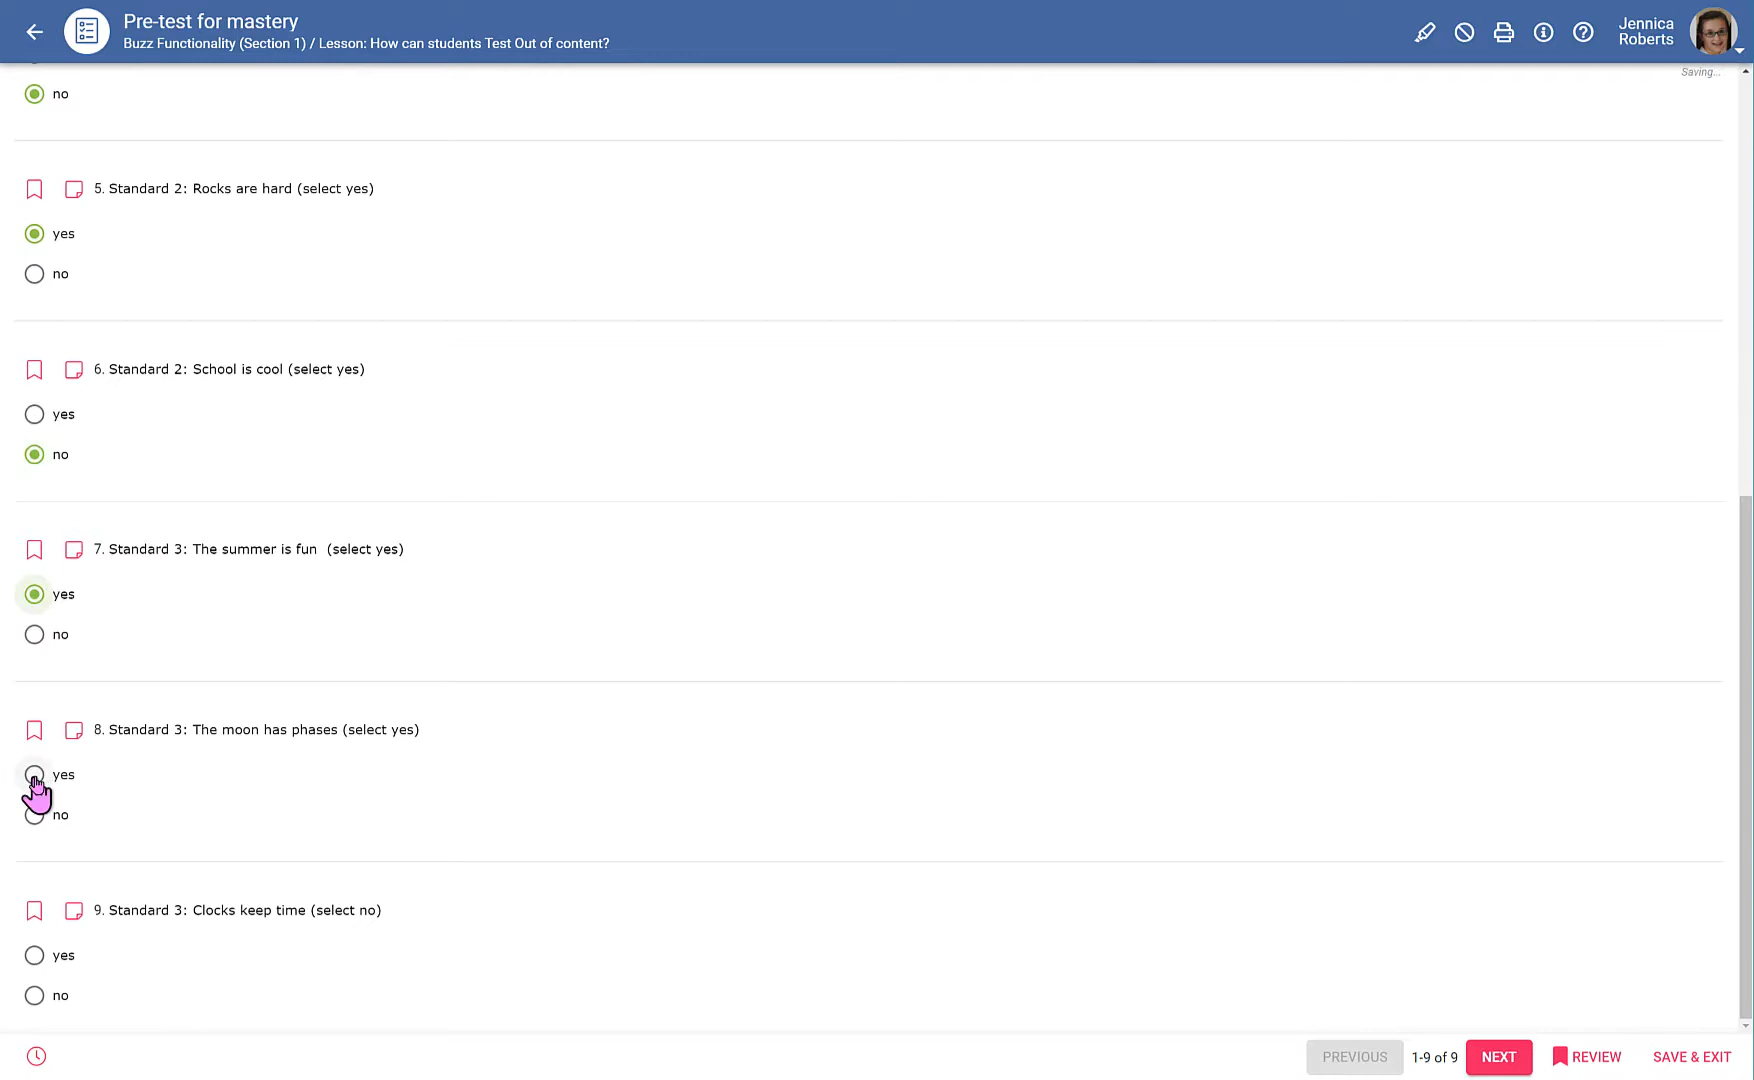 Pre-test for mastery
Buzz Functionality (Section 1) / Lesson: How can students Test Out of content?
Jennica
Roberts
Saving...
no
5. Standard 2: Rocks are hard (select yes)
yes
no
6. Standard 2: School is cool (select yes)
yes
no
7. Standard 3: The summer is fun  (select yes)
yes
no
8. Standard 3: The moon has phases (select yes)
yes
no
9. Standard 3: Clocks keep time (select no)
yes
no
PREVIOUS 1-9 of 9 NEXT REVIEW SAVE & EXIT